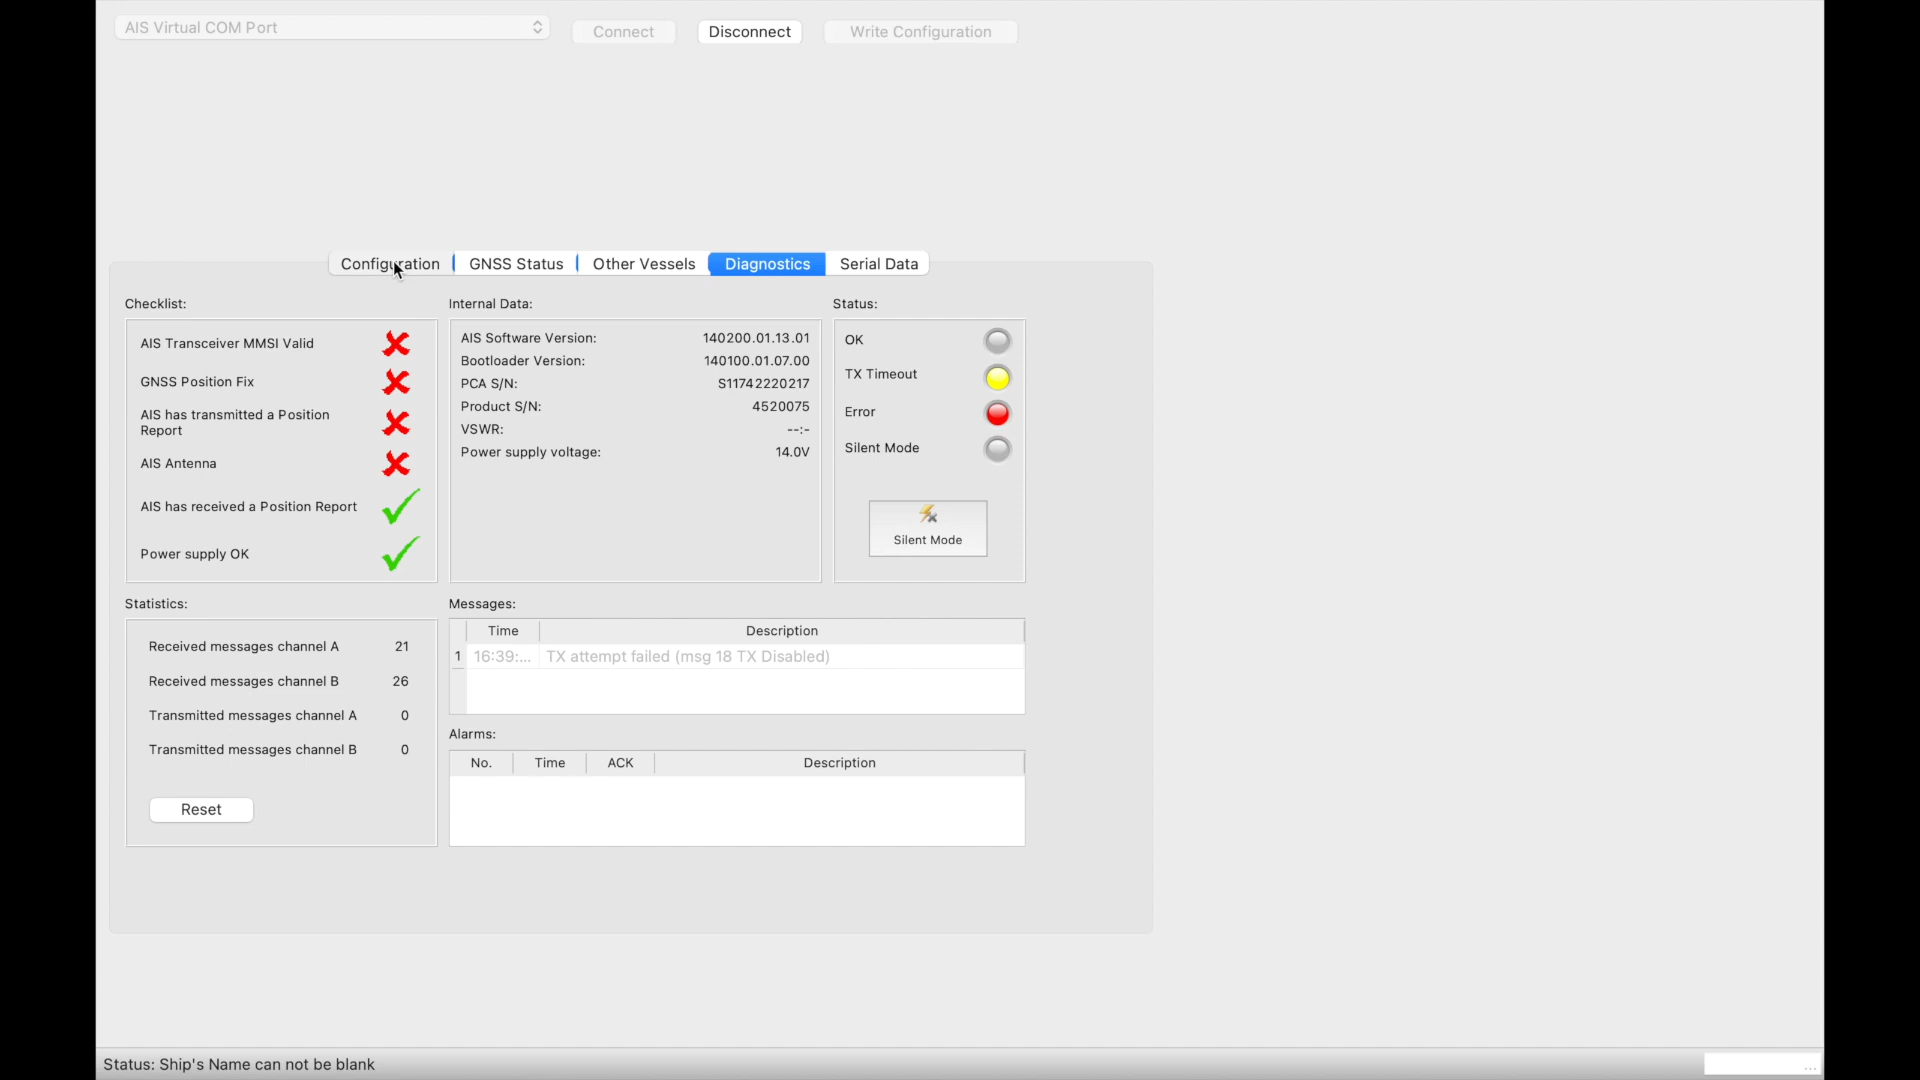 AIS Virtual COM Port
Connect
Disconnect
Write Configuration
Configuration
GNSS Status
Other Vessels
Diagnostics
Serial Data
Checklist:
AIS Transceiver MMSI Valid
GNSS Position Fix
AIS has transmitted a Position
Report
AIS Antenna
AIS has received a Position Report
Power supply OK
Internal Data:
AIS Software Version: 140200.01.13.01
Bootloader Version: 140100.01.07.00
PCA S/N: S11742220217
Product S/N: 4520075
VSWR: --:-
Power supply voltage: 14.0V
Status:
OK
TX Timeout
Error
Silent Mode
Silent Mode
Statistics:
Received messages channel A 21
Received messages channel B 26
Transmitted messages channel A 0
Transmitted messages channel B 0
Reset
Messages:
Time Description
1 16:39:... TX attempt failed (msg 18 TX Disabled)
Alarms:
No. Time ACK Description
Status: Ship's Name can not be blank
...